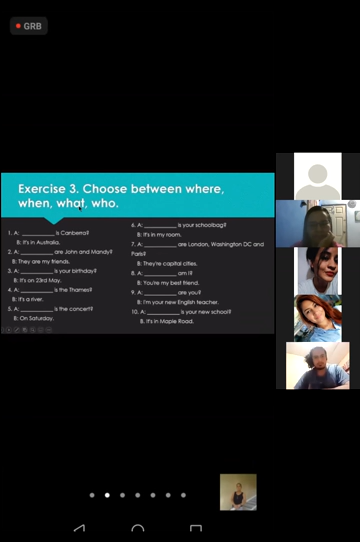 GRB
Exercise 3. Choose between where,
when, what, who.
1. A: __________ is Canberra?
B: It's in Australia.
2. A: __________ are John and Mandy?
B: They are my friends.
3. A: __________ is your birthday?
B: It's on 23rd May.
4. A: __________ is the Thames?
B: It's a river.
5. A: __________ is the concert?
B: On Saturday.
6. A: __________ is your schoolbag?
B: It's in my room.
7. A: __________ are London, Washington DC and
Paris?
B: They're capital cities.
8. A: __________ am I?
B: You're my best friend.
9. A: __________ are you?
B: I'm your new English teacher.
10. A: __________ is your new school?
B. It's in Maple Road.